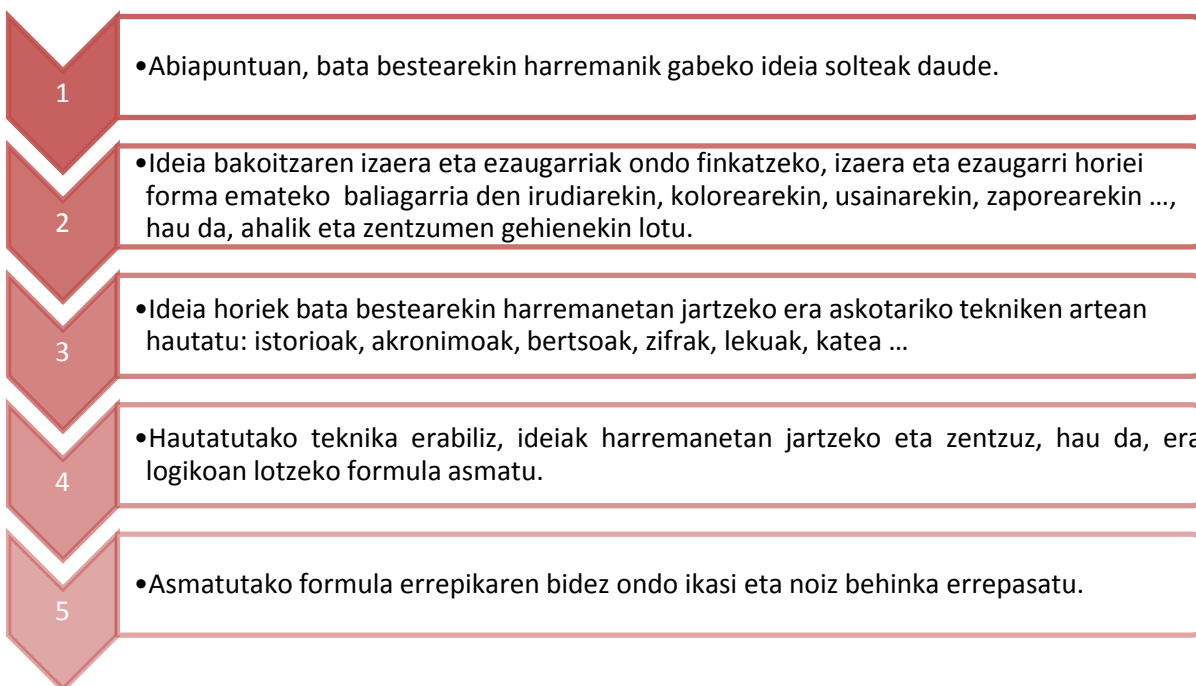 1
•Abiapuntuan, bata bestearekin harremanik gabeko ideia solteak daude.
2
•Ideia bakoitzaren izaera eta ezaugarriak ondo finkatzeko, izaera eta ezaugarri horiei
forma emateko baliagarria den irudiarekin, kolorearekin, usainarekin, zaporearekin ...,
hau da, ahalik eta zentzumen gehienekin lotu.
3
•Ideia horiek bata bestearekin harremanetan jartzeko era askotariko tekniken artean
hautatu: istorioak, akronimoak, bertsoak, zifrak, lekuak, katea ...
4
•Hautatutako teknika erabiliz, ideiak harremanetan jartzeko eta zentzuz, hau da, era
logikoan lotzeko formula asmatu.
5
•Asmatutako formula errepikaren bidez ondo ikasi eta noiz behinka errepasatu.